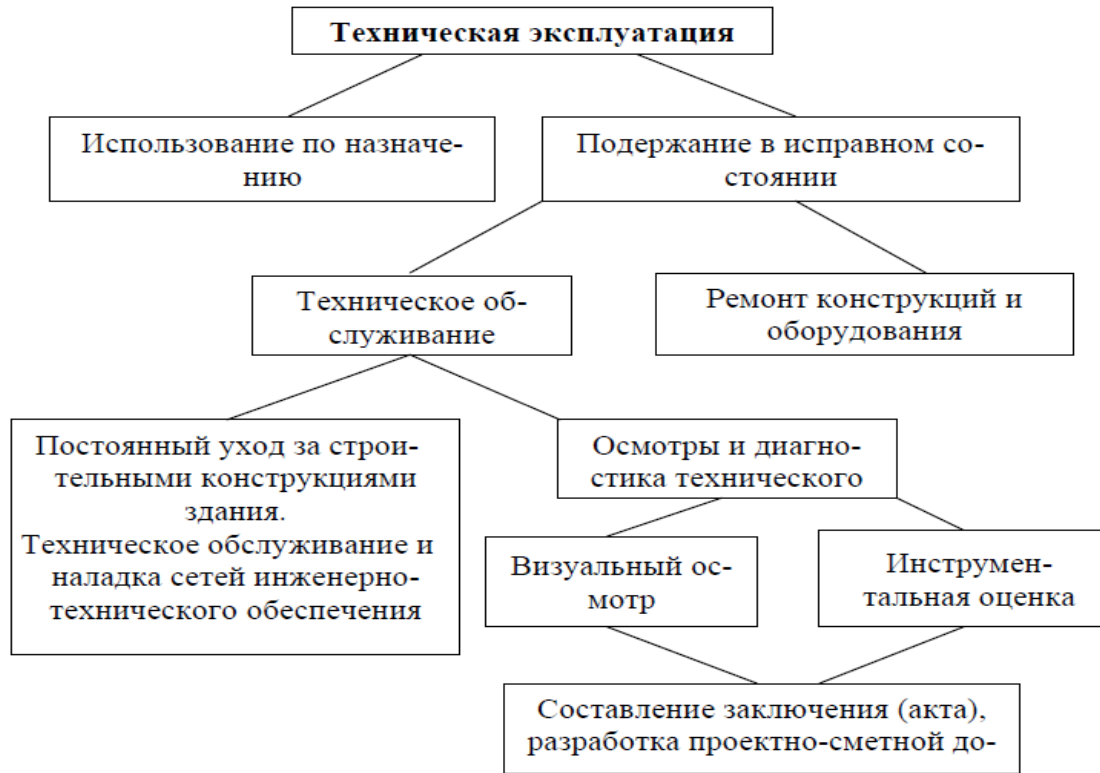 Техническая эксплуатация
Использование по назначе-
нию
Подержание в исправном со-
стоянии
Техническое об-
служивание
Ремонт конструкций и
оборудования
Постоянный уход за строи-
тельными конструкциями
здания.
Техническое обслуживание и
наладка сетей инженерно-
технического обеспечения
Осмотры и диагно-
стика технического
Визуальный ос-
мотр
Инструмен-
тальная оценка
Составление заключения (акта),
разработка проектно-сметной до-